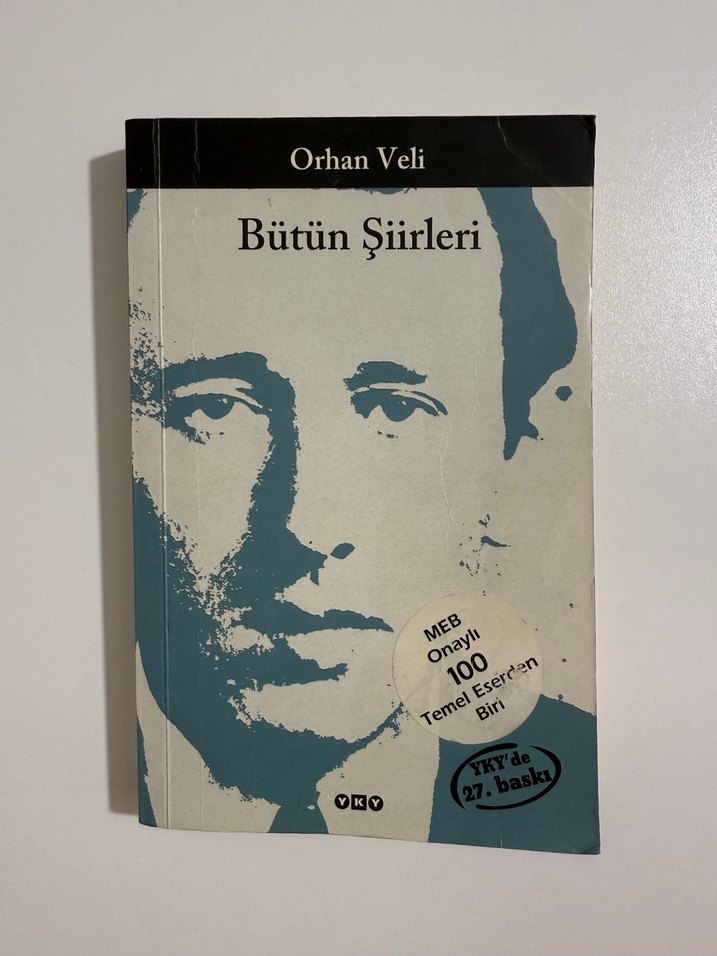 Orhan Veli
Bütün Şiirleri
MEB
Onaylı
100
Temel Eserden
Biri
YKY'de
27. baskı
YKY